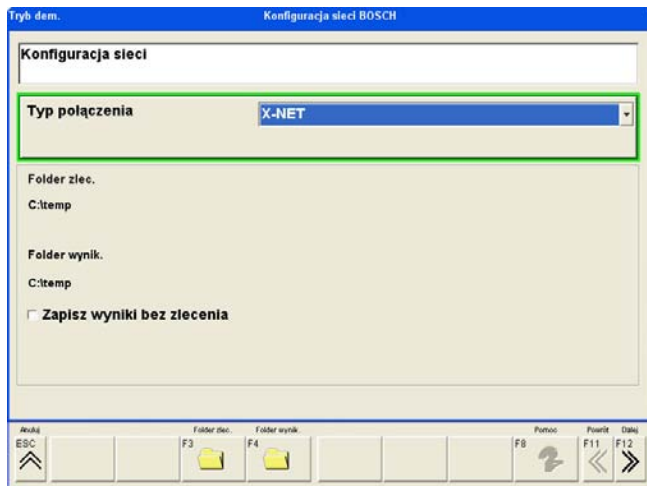 Tryb dem. Konfiguracja sieci BOSCH
Konfiguracja sieci
Typ połączenia X-NET
Folder zlec.
C:\temp
Folder wynik.
C:\temp
Zapisz wyniki bez zlecenia
Anuluj Folder zlec. Folder wynik. Pomoc Powrót Dalej
ESC F3 F4 F8 F11 F12